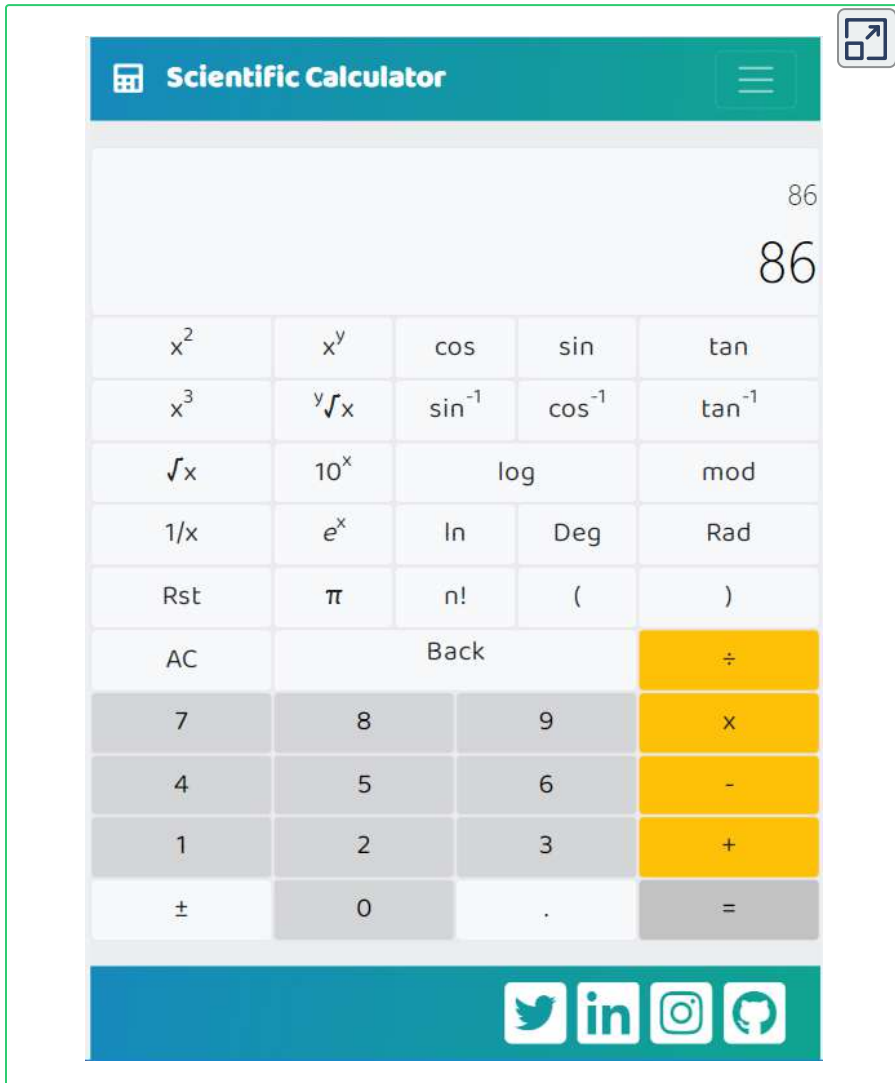 Scientific Calculator
86
86
x² xʸ cos sin tan
x³ ʸ√x sin⁻¹ cos⁻¹ tan⁻¹
√x 10ˣ log mod
1/x eˣ ln Deg Rad
Rst π n! ( )
AC Back ÷
7 8 9 x
4 5 6 -
1 2 3 +
± 0 . =
in